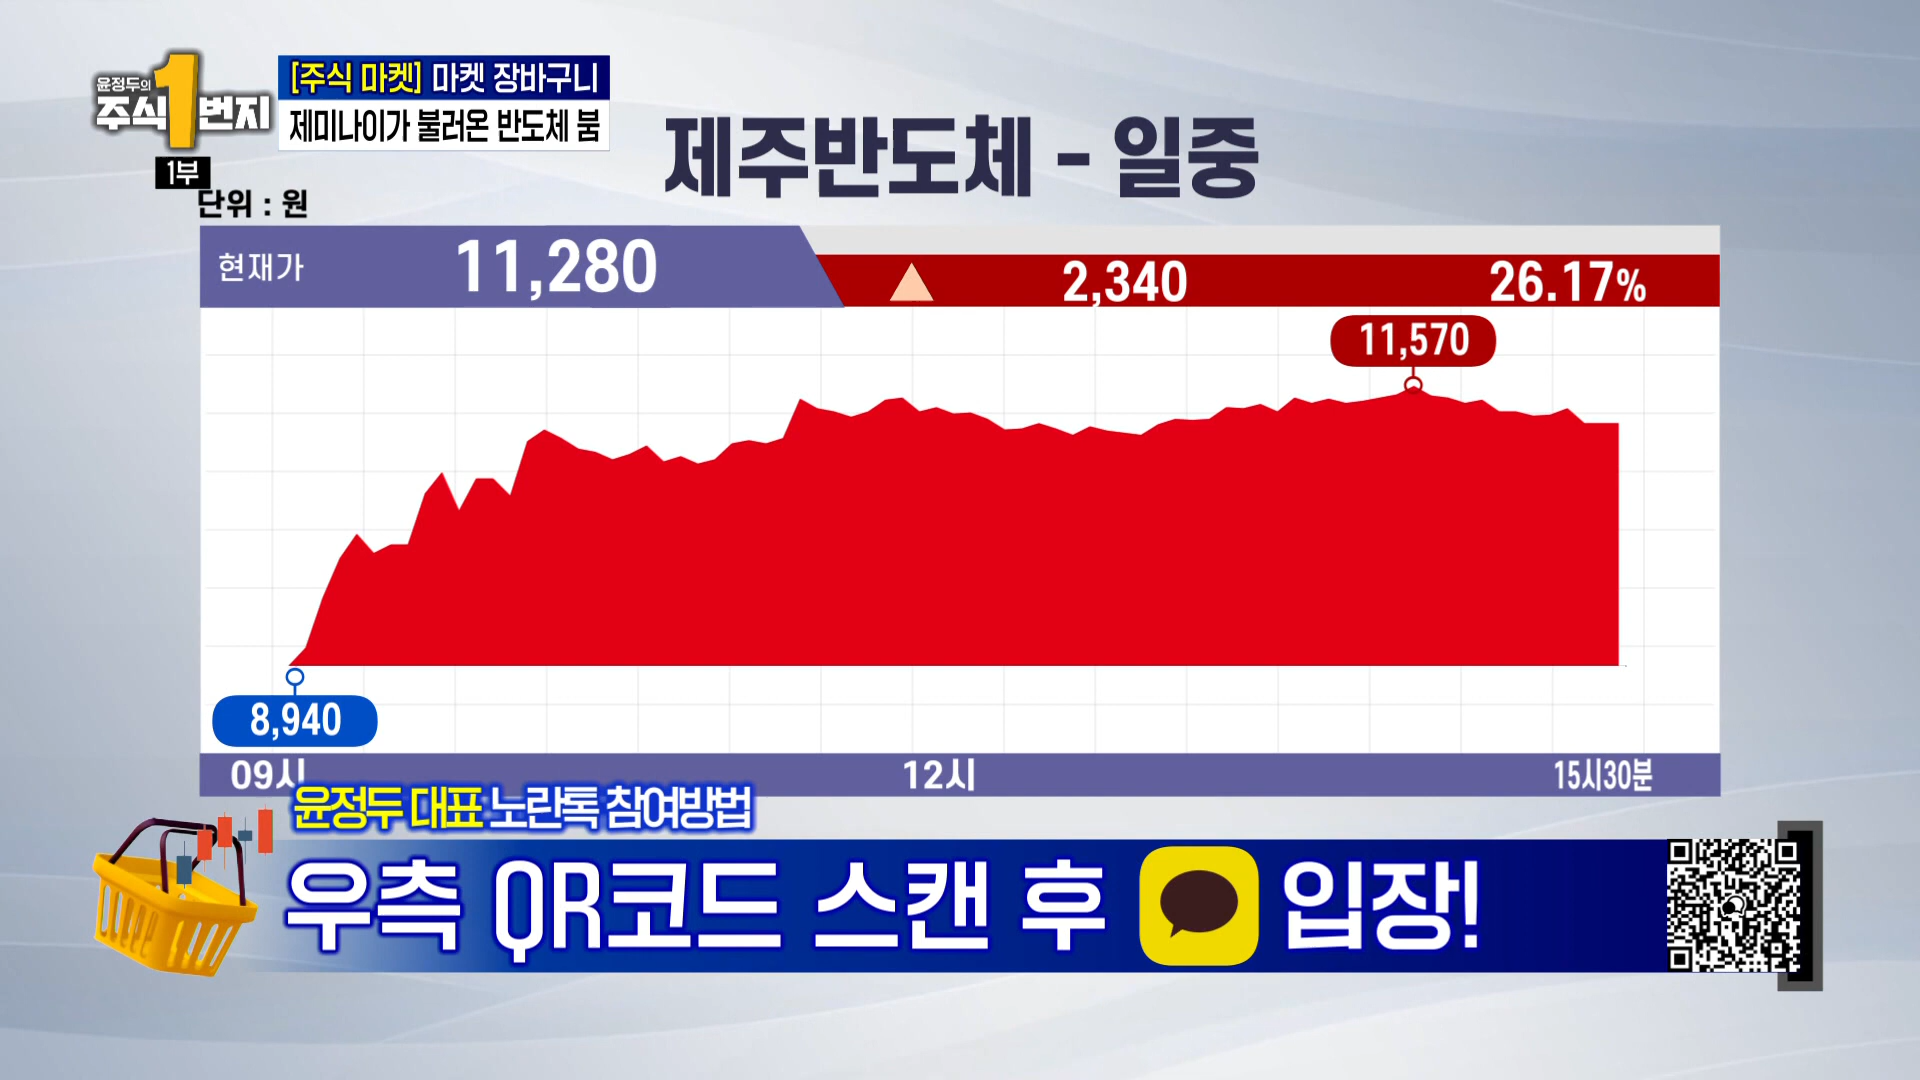 윤정두의
주식1번지
1부
[주식 마켓] 마켓 장바구니
제미나이가 불러온 반도체 붐
제주반도체 - 일중
단위 : 원
현재가 11,280 2,340 26.17%
11,570
8,940
09시 12시 15시30분
윤정두 대표 노란톡 참여방법
우측 QR코드 스캔 후 입장!